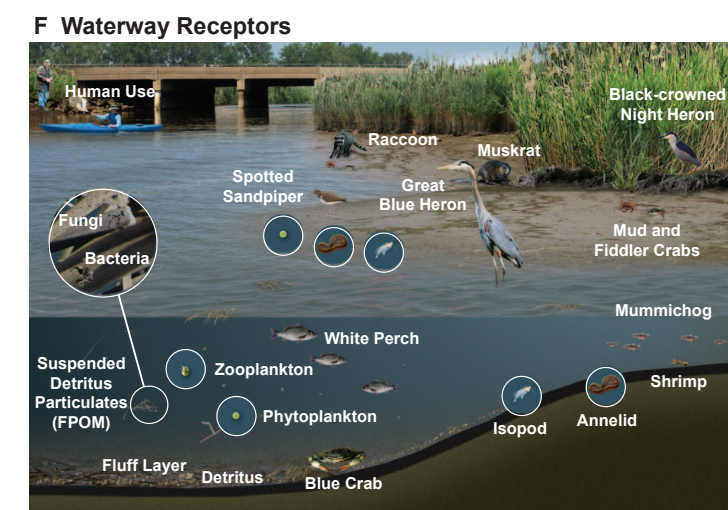 F Waterway Receptors
Human Use
Black-crowned
Night Heron
Raccoon
Muskrat
Spotted
Sandpiper
Great
Blue Heron
Fungi
Bacteria
Mud and
Fiddler Crabs
Mummichog
White Perch
Suspended
Detritus
Particulates
(FPOM)
Zooplankton
Shrimp
Phytoplankton
Isopod
Annelid
Fluff Layer
Detritus
Blue Crab